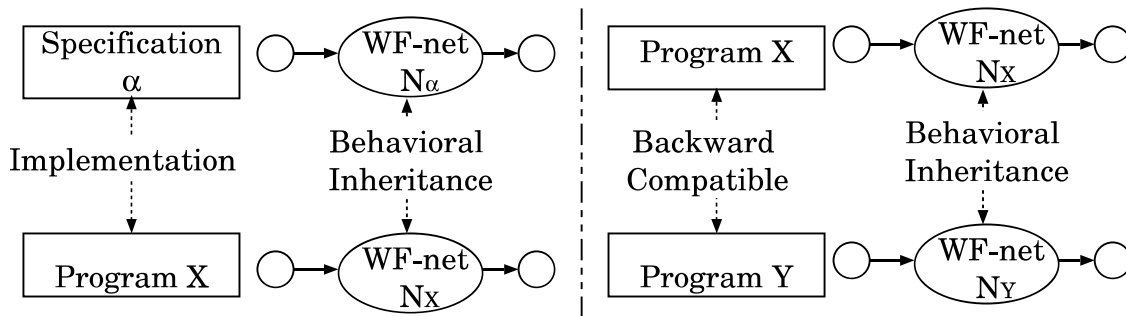 Specification
α
WF-net
Nα
Implementation
Behavioral
Inheritance
Program X
WF-net
NX
Program X
WF-net
NX
Backward
Compatible
Behavioral
Inheritance
Program Y
WF-net
NY